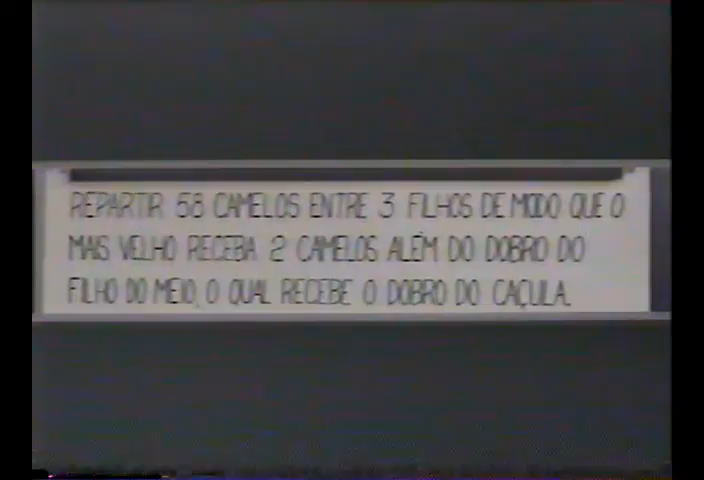 REPARTIR 58 CAMELOS ENTRE 3 FILHOS DE MODO QUE O
MAIS VELHO RECEBA 2 CAMELOS ALÉM DO DOBRO DO
FILHO DO MEIO, O QUAL RECEBE O DOBRO DO CAÇULA.